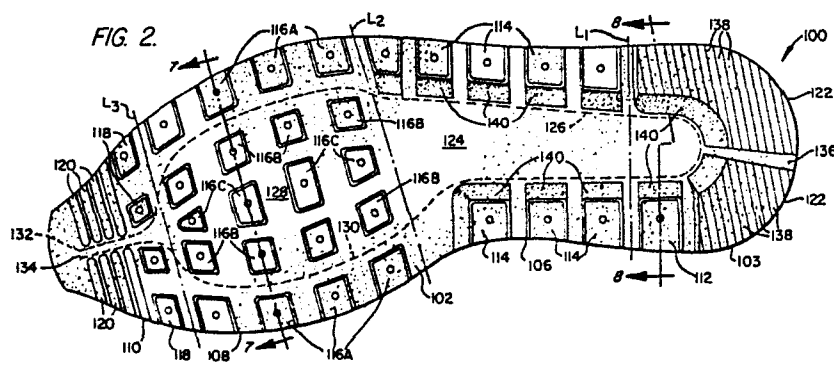 FIG. 2.
7 116A L2 114 L1 8 138 100
L3 122
118 116B 140 126 140
120 116B 116C 124 136
116C 128 140
132 130 116B 122
134 116B 114 114 106 138
120 102 8 112 103
110 118 108 7 116A